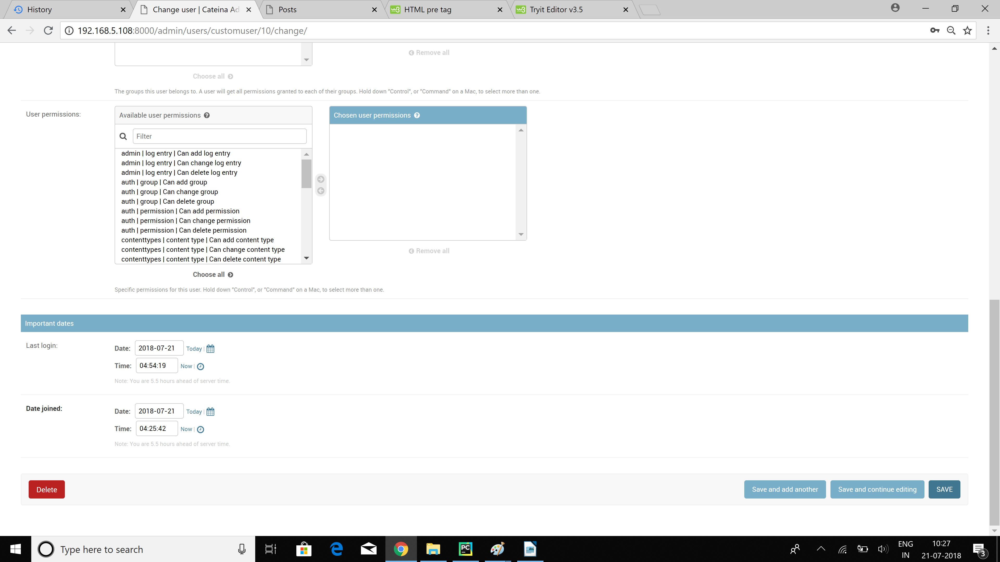 History
Change user | Cateina Ad
Posts
HTML pre tag
Tryit Editor v3.5
192.168.5.108:8000/admin/users/customuser/10/change/
Remove all
Choose all
The groups this user belongs to. A user will get all permissions granted to each of their groups. Hold down "Control", or "Command" on a Mac, to select more than one.
User permissions:
Available user permissions
Chosen user permissions
Filter
admin | log entry | Can add log entry
admin | log entry | Can change log entry
admin | log entry | Can delete log entry
auth | group | Can add group
auth | group | Can change group
auth | group | Can delete group
auth | permission | Can add permission
auth | permission | Can change permission
auth | permission | Can delete permission
contenttypes | content type | Can add content type
contenttypes | content type | Can change content type
contenttypes | content type | Can delete content type
Remove all
Choose all
Specific permissions for this user. Hold down "Control", or "Command" on a Mac, to select more than one.
Important dates
Last login:
Date: 2018-07-21 Today |
Time: 04:54:19 Now |
Note: You are 5.5 hours ahead of server time.
Date joined:
Date: 2018-07-21 Today |
Time: 04:25:42 Now |
Note: You are 5.5 hours ahead of server time.
Delete
Save and add another
Save and continue editing
SAVE
Type here to search
PC
ENG
IN
10:27
21-07-2018
3